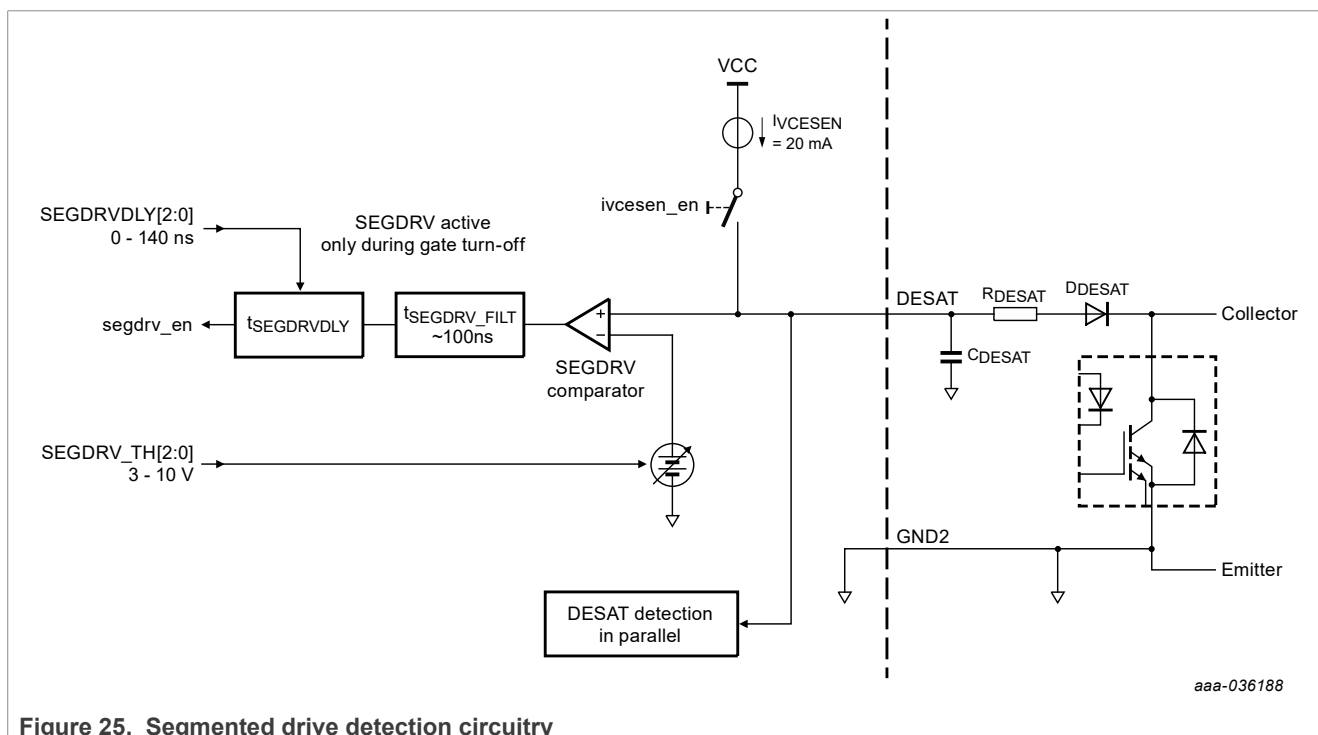 VCC
IVCESEN
= 20 mA
ivcesen_en
SEGDRVDLY[2:0]
0 - 140 ns
SEGDRV active
only during gate turn-off
segdrv_en
tSEGDRVDLY
tSEGDRV_FILT
~100ns
+
−
SEGDRV
comparator
SEGDRV_TH[2:0]
3 - 10 V
DESAT
RDESAT
DDESAT
Collector
CDESAT
GND2
Emitter
DESAT detection
in parallel
aaa-036188
Figure 25. Segmented drive detection circuitry